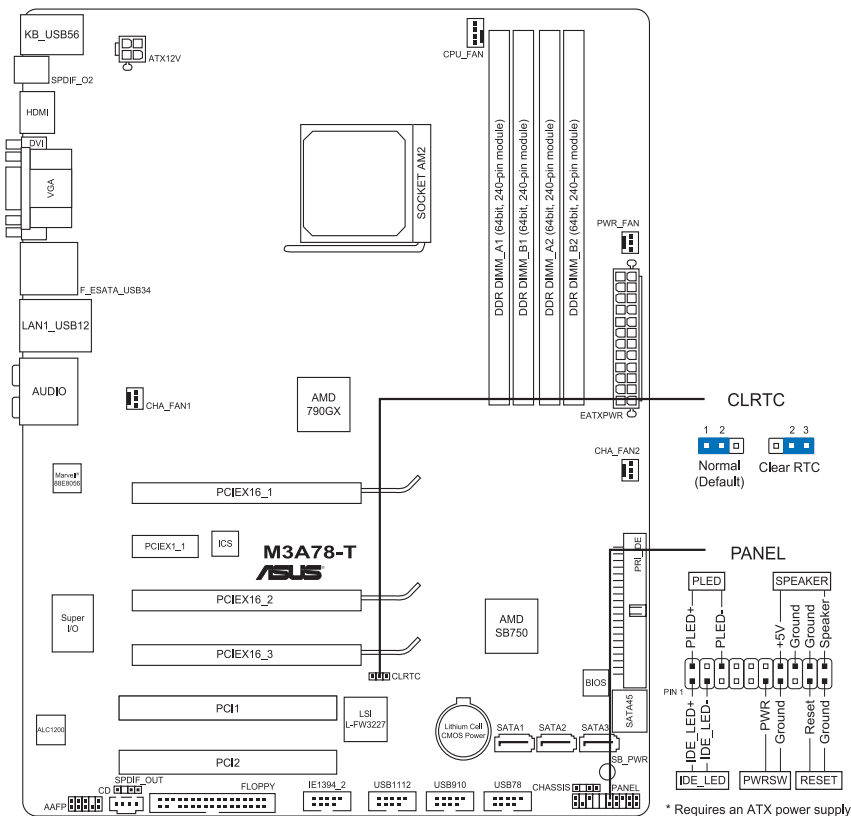 KB_USB56
SPDIF_O2
HDMI
DVI
VGA
F_ESATA_USB34
LAN1_USB12
AUDIO
ATX12V
CPU_FAN
SOCKET AM2
DDR DIMM_A1 (64bit, 240-pin module)
DDR DIMM_B1 (64bit, 240-pin module)
DDR DIMM_A2 (64bit, 240-pin module)
DDR DIMM_B2 (64bit, 240-pin module)
PWR_FAN
EATXPWR
CHA_FAN1
AMD
790GX
CHA_FAN2
CLRTC
1 2
2 3
Normal
(Default)
Clear RTC
Marvell®
88E8056
PCIEX16_1
PCIEX1_1
ICS
M3A78-T
ASUS
PCIEX16_2
Super
I/O
PCIEX16_3
AMD
SB750
PRI_IDE
CLRTC
BIOS
SATA45
PCI1
LSI
L-FW3227
ALC1200
Lithium Cell
CMOS Power
SATA1
SATA2
SATA3
SB_PWR
PCI2
SPDIF_OUT
CD
AAFP
FLOPPY
IE1394_2
USB1112
USB910
USB78
CHASSIS
PANEL
PANEL
PLED
SPEAKER
PLED+
PLED-
+5V
Ground
Ground
Speaker
PIN 1
IDE_LED+
IDE_LED-
PWR
Ground
Reset
Ground
IDE_LED
PWRSW
RESET
* Requires an ATX power supply